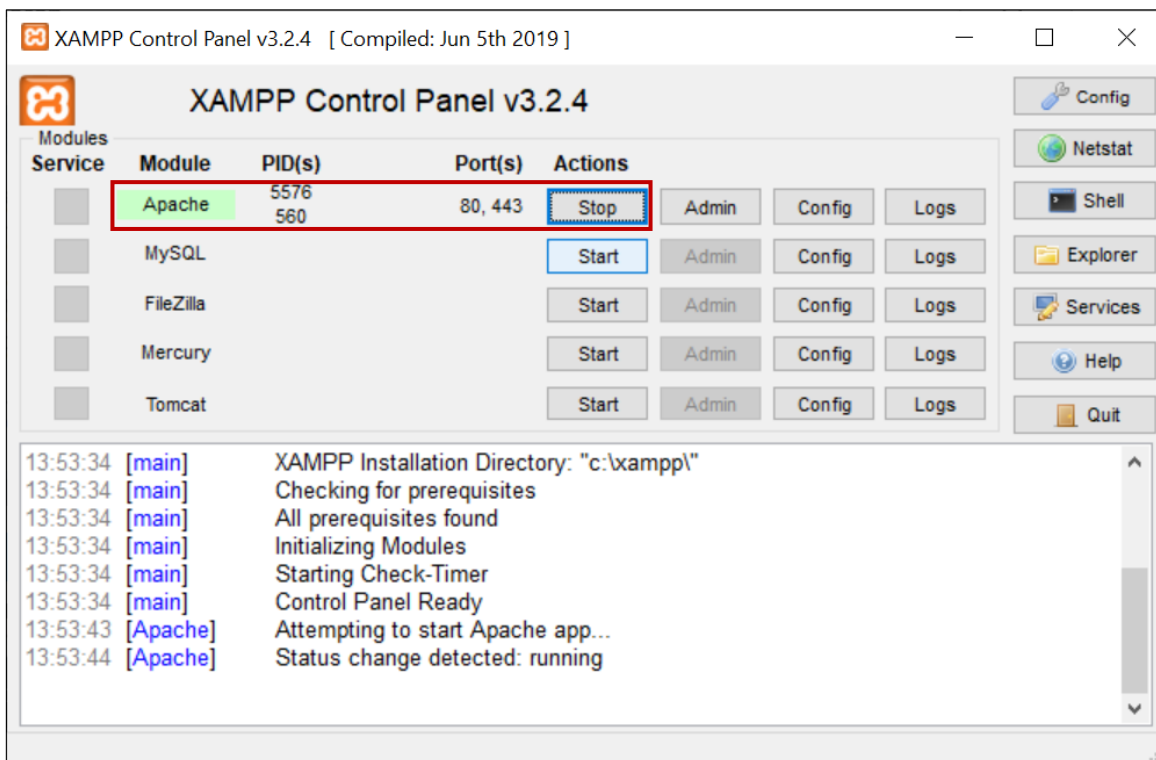 XAMPP Control Panel v3.2.4 [ Compiled: Jun 5th 2019 ]
XAMPP Control Panel v3.2.4
Config
Modules
Service Module PID(s) Port(s) Actions
Netstat
Apache 5576 560 80, 443 Stop Admin Config Logs
Shell
MySQL Start Admin Config Logs
Explorer
FileZilla Start Admin Config Logs
Services
Mercury Start Admin Config Logs
Help
Tomcat Start Admin Config Logs
Quit
13:53:34 [main] XAMPP Installation Directory: "c:\xampp\"
13:53:34 [main] Checking for prerequisites
13:53:34 [main] All prerequisites found
13:53:34 [main] Initializing Modules
13:53:34 [main] Starting Check-Timer
13:53:34 [main] Control Panel Ready
13:53:43 [Apache] Attempting to start Apache app...
13:53:44 [Apache] Status change detected: running